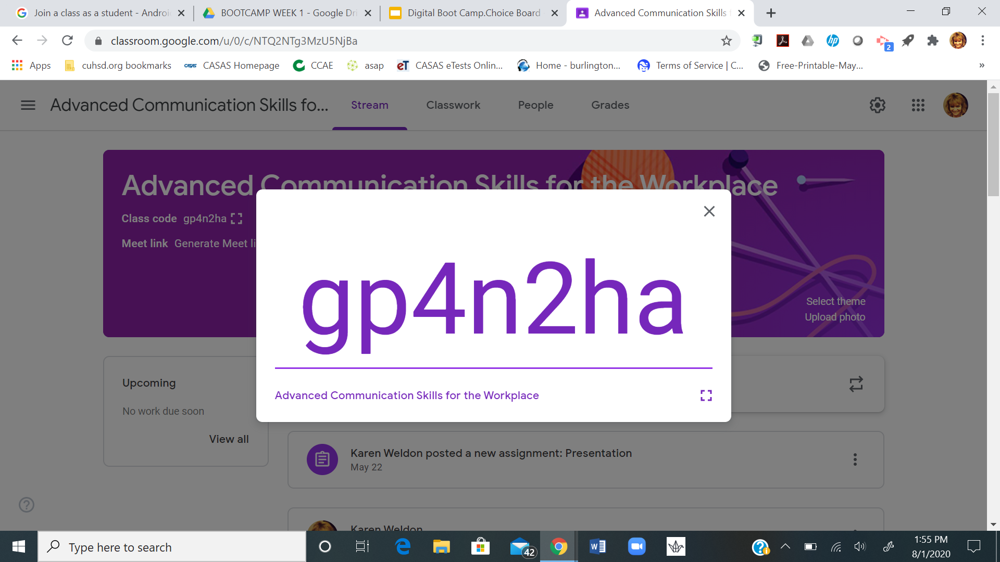 Join a class as a student - Androi
BOOTCAMP WEEK 1 - Google Dri
Digital Boot Camp.Choice Board
Advanced Communication Skills f
classroom.google.com/u/0/c/NTQ2NTg3MzU5NjBa
2
Apps
cuhsd.org bookmarks
CASAS Homepage
CCAE
asap
eT
CASAS eTests Onlin...
Home - burlington...
Terms of Service | C...
Free-Printable-May...
»
Advanced Communication Skills fo...
Stream
Classwork
People
Grades
Advanced Communication Skills for the Workplace
Class code gp4n2ha
Meet link Generate Meet li
gp4n2ha
Select theme
Upload photo
Advanced Communication Skills for the Workplace
Upcoming
No work due soon
View all
Karen Weldon posted a new assignment: Presentation
May 22
Karen Weldon
Type here to search
42
1:55 PM
8/1/2020